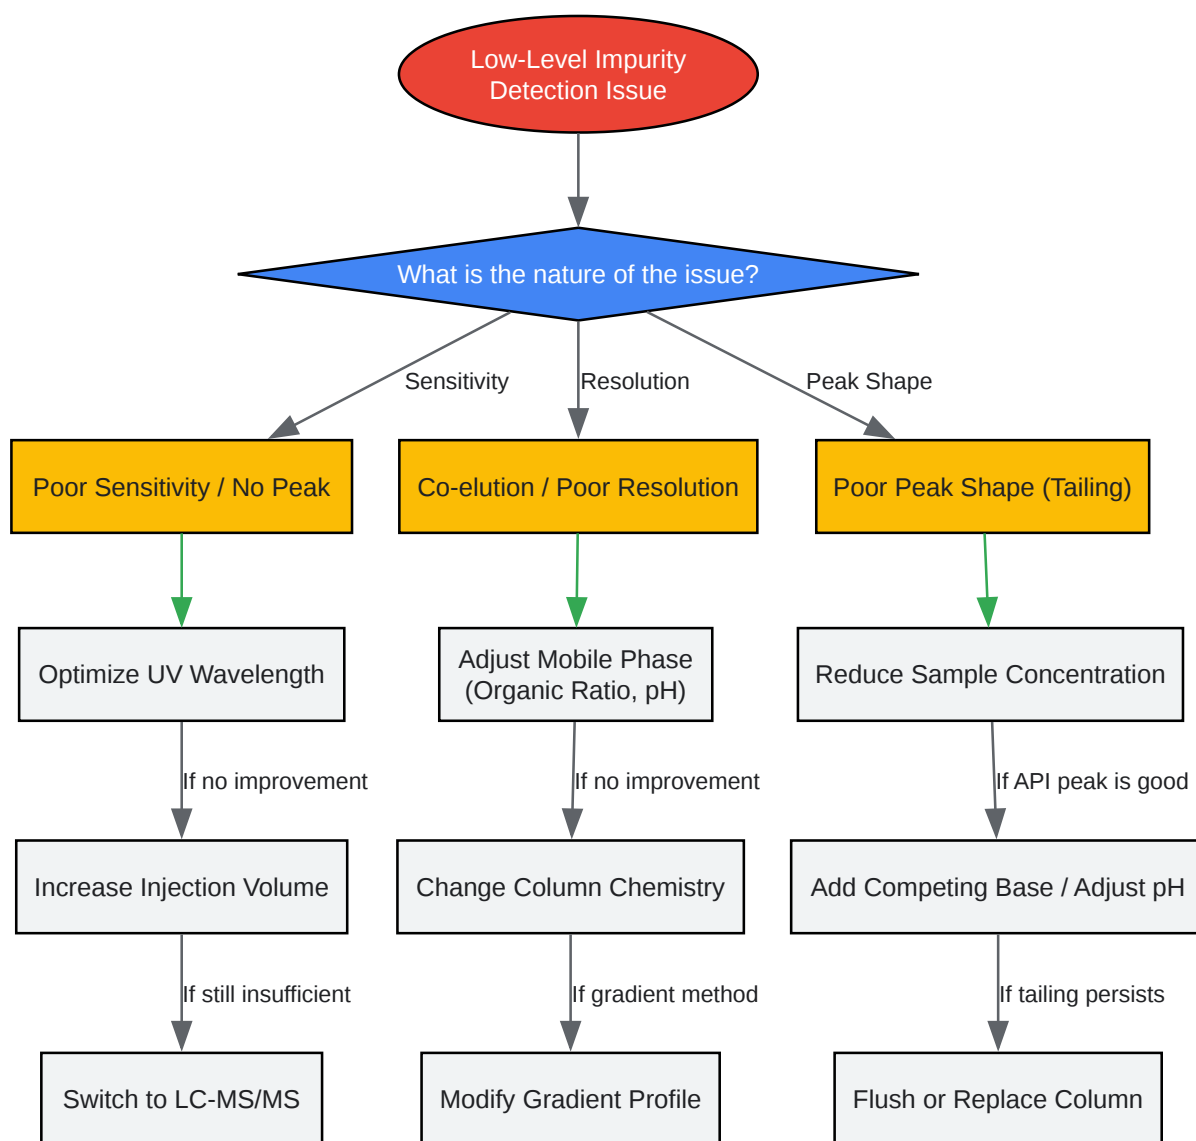 Low-Level Impurity
Detection Issue
What is the nature of the issue?
Sensitivity
Resolution
Peak Shape
Poor Sensitivity / No Peak
Co-elution / Poor Resolution
Poor Peak Shape (Tailing)
Optimize UV Wavelength
Adjust Mobile Phase
(Organic Ratio, pH)
Reduce Sample Concentration
If no improvement
If no improvement
If API peak is good
Increase Injection Volume
Change Column Chemistry
Add Competing Base / Adjust pH
If still insufficient
If gradient method
If tailing persists
Switch to LC-MS/MS
Modify Gradient Profile
Flush or Replace Column